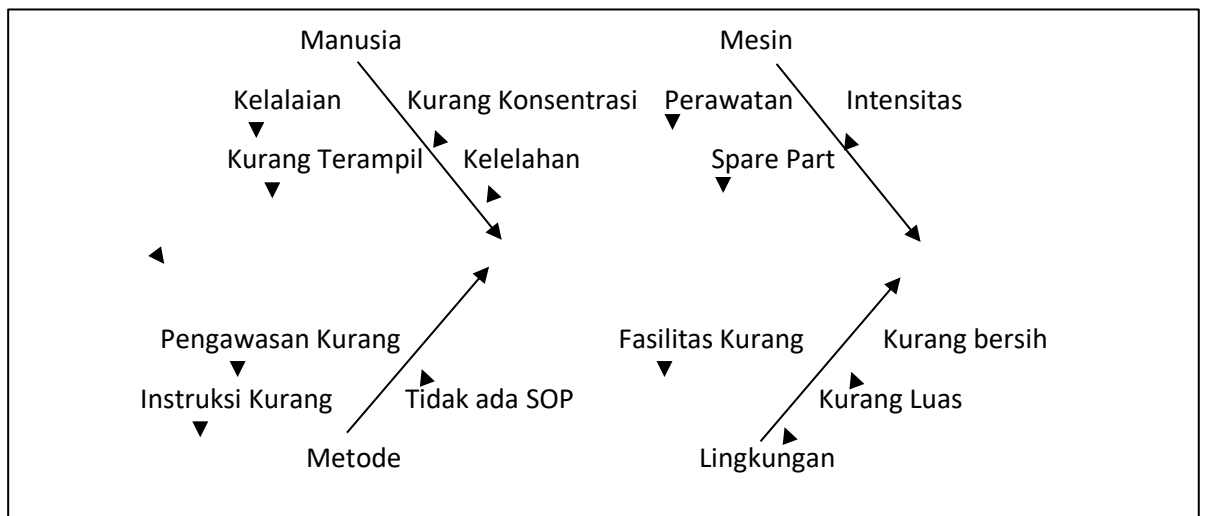 Manusia Mesin
Kelalaian Kurang Konsentrasi Perawatan Intensitas
Kurang Terampil Kelelahan Spare Part
Pengawasan Kurang Fasilitas Kurang Kurang bersih
Instruksi Kurang Tidak ada SOP Kurang Luas
Metode Lingkungan